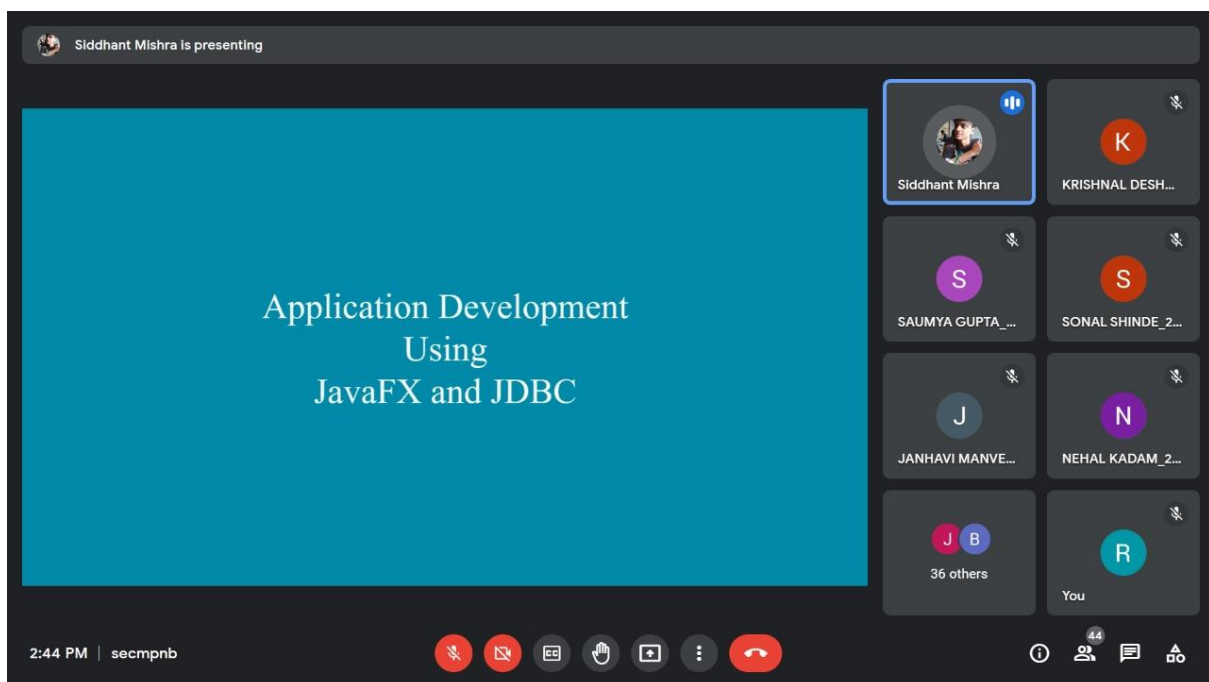 Siddhant Mishra is presenting
Application Development
Using
JavaFX and JDBC
Siddhant Mishra
K
KRISHNAL DESH...
S
SAUMYA GUPTA_...
S
SONAL SHINDE_2...
J
JANHAVI MANVE...
N
NEHAL KADAM_2...
J B
36 others
R
You
2:44 PM | secmpnb
CC
44